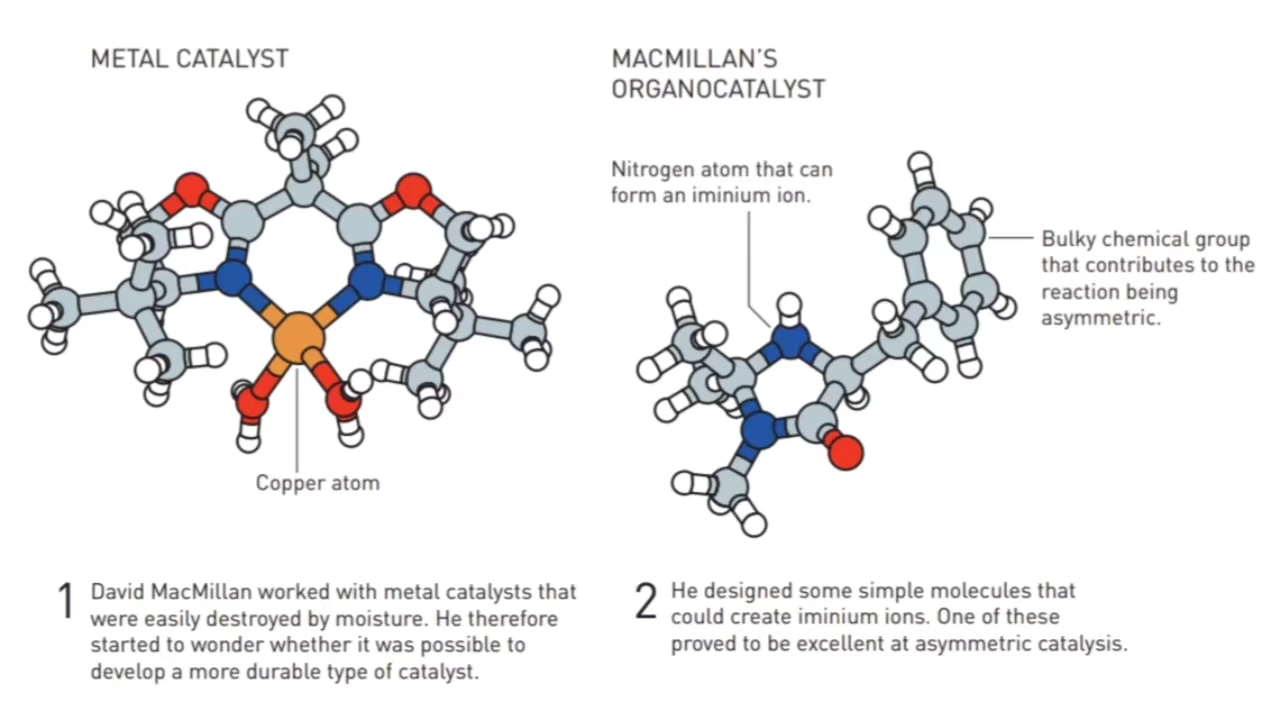 METAL CATALYST
Copper atom
1 David MacMillan worked with metal catalysts that
were easily destroyed by moisture. He therefore
started to wonder whether it was possible to
develop a more durable type of catalyst.
MACMILLAN'S
ORGANOCATALYST
Nitrogen atom that can
form an iminium ion.
Bulky chemical group
that contributes to the
reaction being
asymmetric.
2 He designed some simple molecules that
could create iminium ions. One of these
proved to be excellent at asymmetric catalysis.